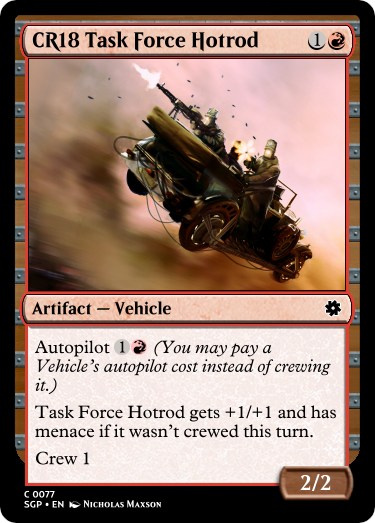 CR18 Task Force Hotrod 1
Artifact — Vehicle
Autopilot 1 (You may pay a
Vehicle's autopilot cost instead of crewing
it.)
Task Force Hotrod gets +1/+1 and has
menace if it wasn't crewed this turn.
Crew 1
2/2
C 0077
SGP • EN Nicholas Maxson